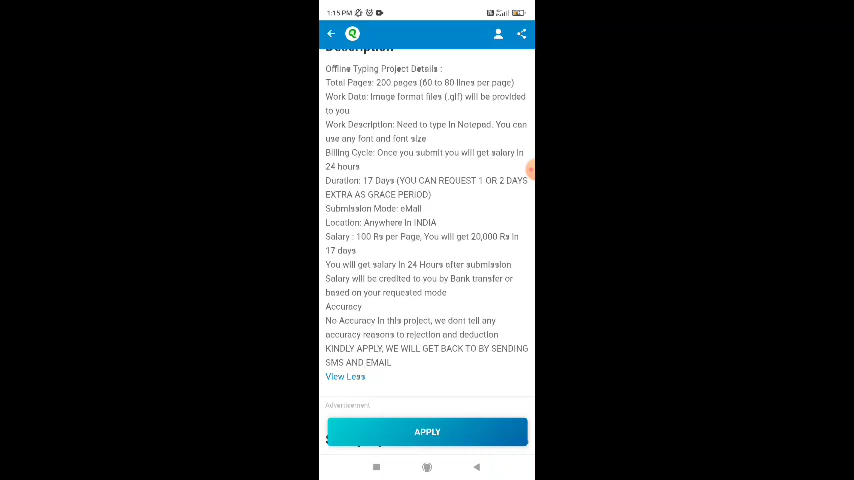 1:15 PM
Description
Offline Typing Project Details :
Total Pages: 200 pages (60 to 80 lines per page)
Work Data: Image format files (.gif) will be provided
to you
Work Description: Need to type in Notepad. You can
use any font and font size
Billing Cycle: Once you submit you will get salary in
24 hours
Duration: 17 Days (YOU CAN REQUEST 1 OR 2 DAYS
EXTRA AS GRACE PERIOD)
Submission Mode: eMail
Location: Anywhere in INDIA
Salary : 100 Rs per Page, You will get 20,000 Rs in
17 days
You will get salary in 24 Hours after submission
Salary will be credited to you by Bank transfer or
based on your requested mode
Accuracy
No Accuracy in this project, we dont tell any
accuracy reasons to rejection and deduction
KINDLY APPLY, WE WILL GET BACK TO BY SENDING
SMS AND EMAIL
View Less
Advertisement
APPLY